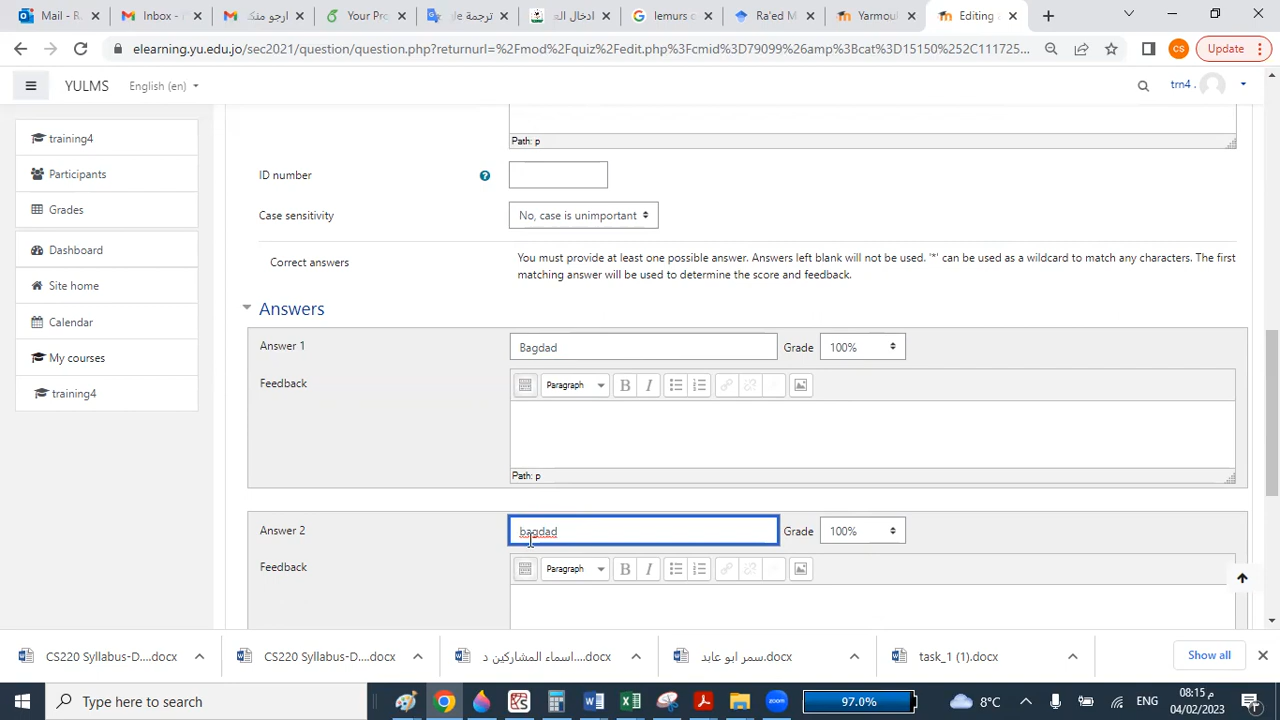 Mail - R
Inbox - t
ارجو منك
Your Pro
ترجمة
ادخال ال
lemurs c
Ra'ed M
Yarmouk
Editing
elearning.yu.edu.jo/sec2021/question/question.php?returnurl=%2Fmod%2Fquiz%2Fedit.php%3Fcmid%3D79099%26amp%3Bcat%3D15150%252C111725...
CS
Update
YULMS
English (en)
trn4 .
training4
Participants
Grades
Dashboard
Site home
Calendar
My courses
training4
Path: p
ID number
Case sensitivity
No, case is unimportant
Correct answers
You must provide at least one possible answer. Answers left blank will not be used. '*' can be used as a wildcard to match any characters. The first
matching answer will be used to determine the score and feedback.
Answers
Answer 1
Bagdad
Grade
100%
Feedback
Paragraph
B
I
Path: p
Answer 2
bagdad
Grade
100%
Feedback
Paragraph
B
I
CS220 Syllabus-D....docx
CS220 Syllabus-D....docx
اسماء المشاركين د....docx
سمر ابو عابد.docx
task_1 (1).docx
Show all
Type here to search
zoom
97.0%
8°C
ENG
08:15 م
04/02/2023